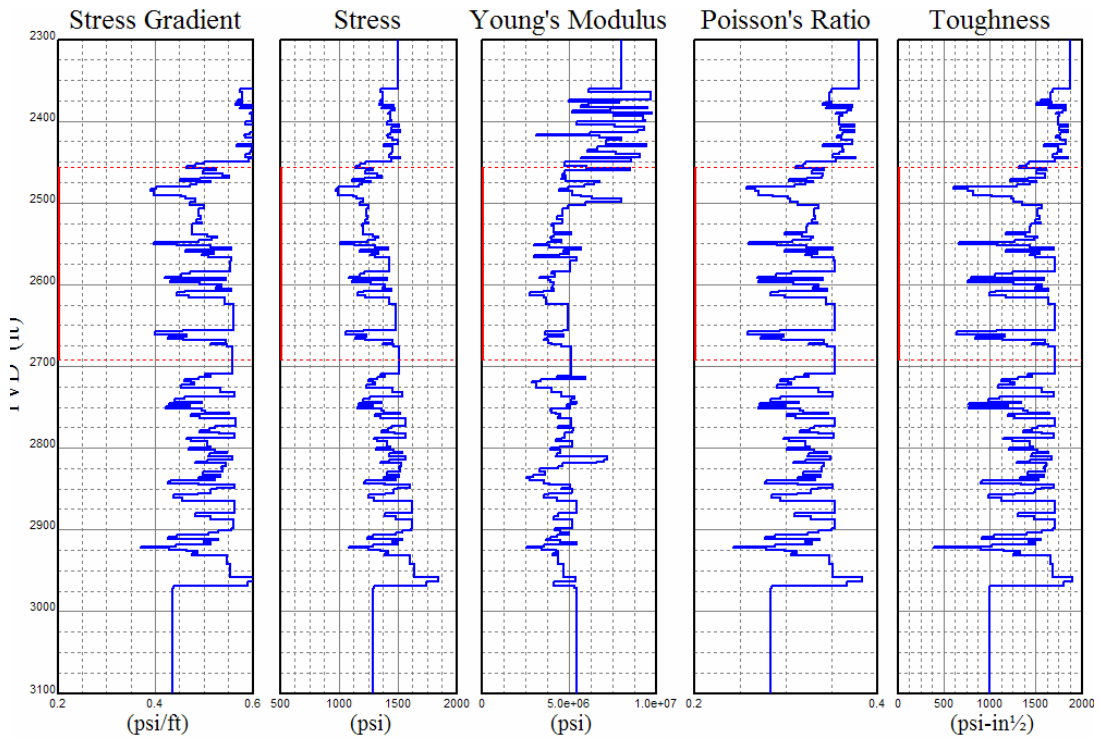 Stress Gradient Stress Young's Modulus Poisson's Ratio Toughness
2300
2400
2500
2600
(ft)
2700
2800
2900
3000
3100
0.2 0.4 0.6 500 1000 1500 2000 0 5.0e+06 1.0e+07 0.2 0.4 0 500 1000 1500 2000
(psi/ft) (psi) (psi) (psi-in½)